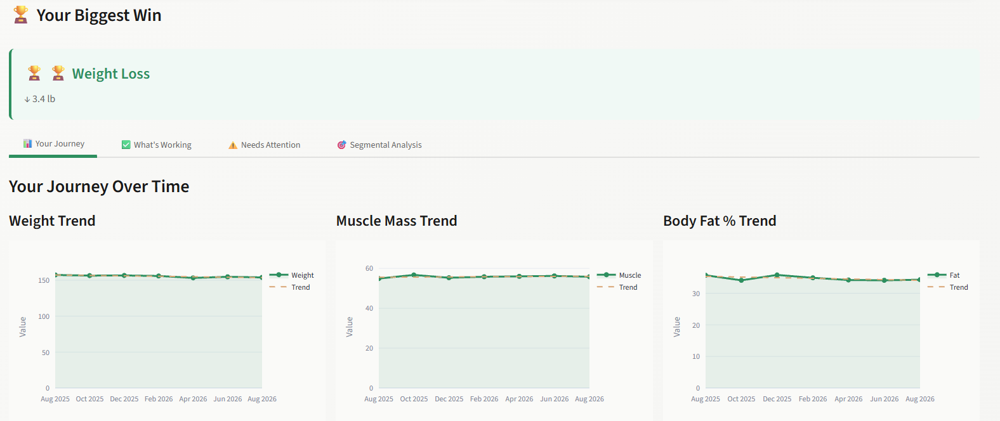 Your Biggest Win
Weight Loss
↓ 3.4 lb
Your Journey
What's Working
Needs Attention
Segmental Analysis
Your Journey Over Time
Weight Trend
Muscle Mass Trend
Body Fat % Trend
Value
150
100
50
0
Aug 2025 Oct 2025 Dec 2025 Feb 2026 Apr 2026 Jun 2026 Aug 2026
Weight
Trend
Value
60
40
20
0
Aug 2025 Oct 2025 Dec 2025 Feb 2026 Apr 2026 Jun 2026 Aug 2026
Muscle
Trend
Value
30
20
10
0
Aug 2025 Oct 2025 Dec 2025 Feb 2026 Apr 2026 Jun 2026 Aug 2026
Fat
Trend